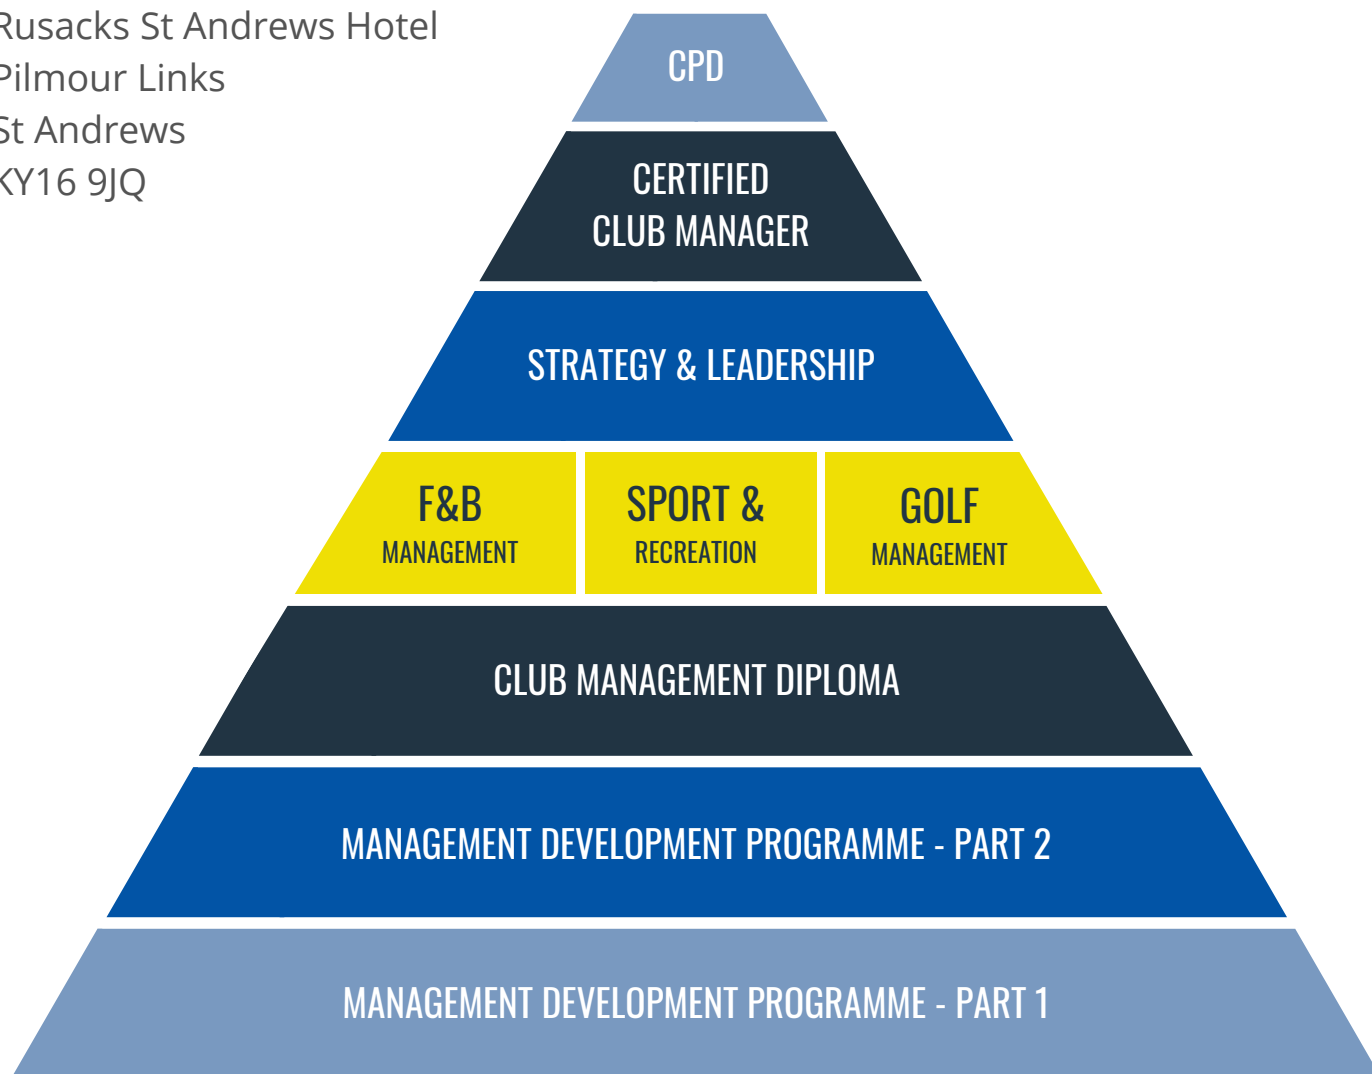 Rusacks St Andrews Hotel
Pilmour Links
St Andrews
KY16 9JQ
CPD
CERTIFIED
CLUB MANAGER
STRATEGY & LEADERSHIP
F&B
MANAGEMENT
SPORT &
RECREATION
GOLF
MANAGEMENT
CLUB MANAGEMENT DIPLOMA
MANAGEMENT DEVELOPMENT PROGRAMME - PART 2
MANAGEMENT DEVELOPMENT PROGRAMME - PART 1